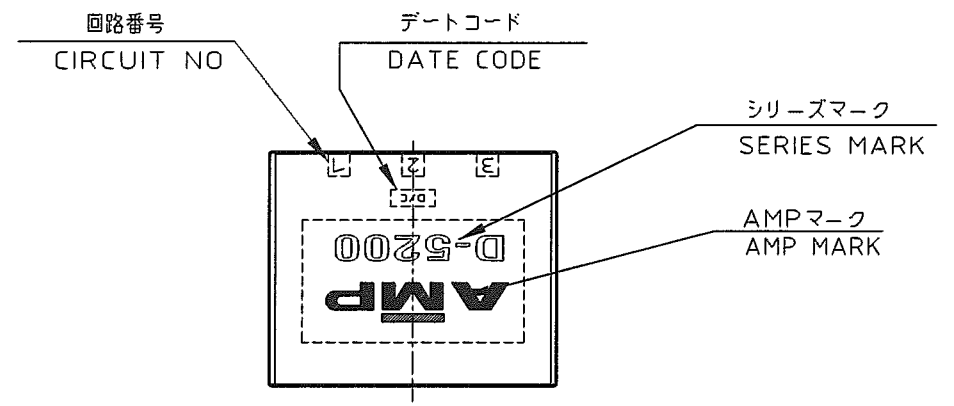 回路番号
CIRCUIT NO
デートコード
DATE CODE
シリーズマーク
SERIES MARK
AMPマーク
AMP MARK
1 2 3
D/C
D-5200
AMP